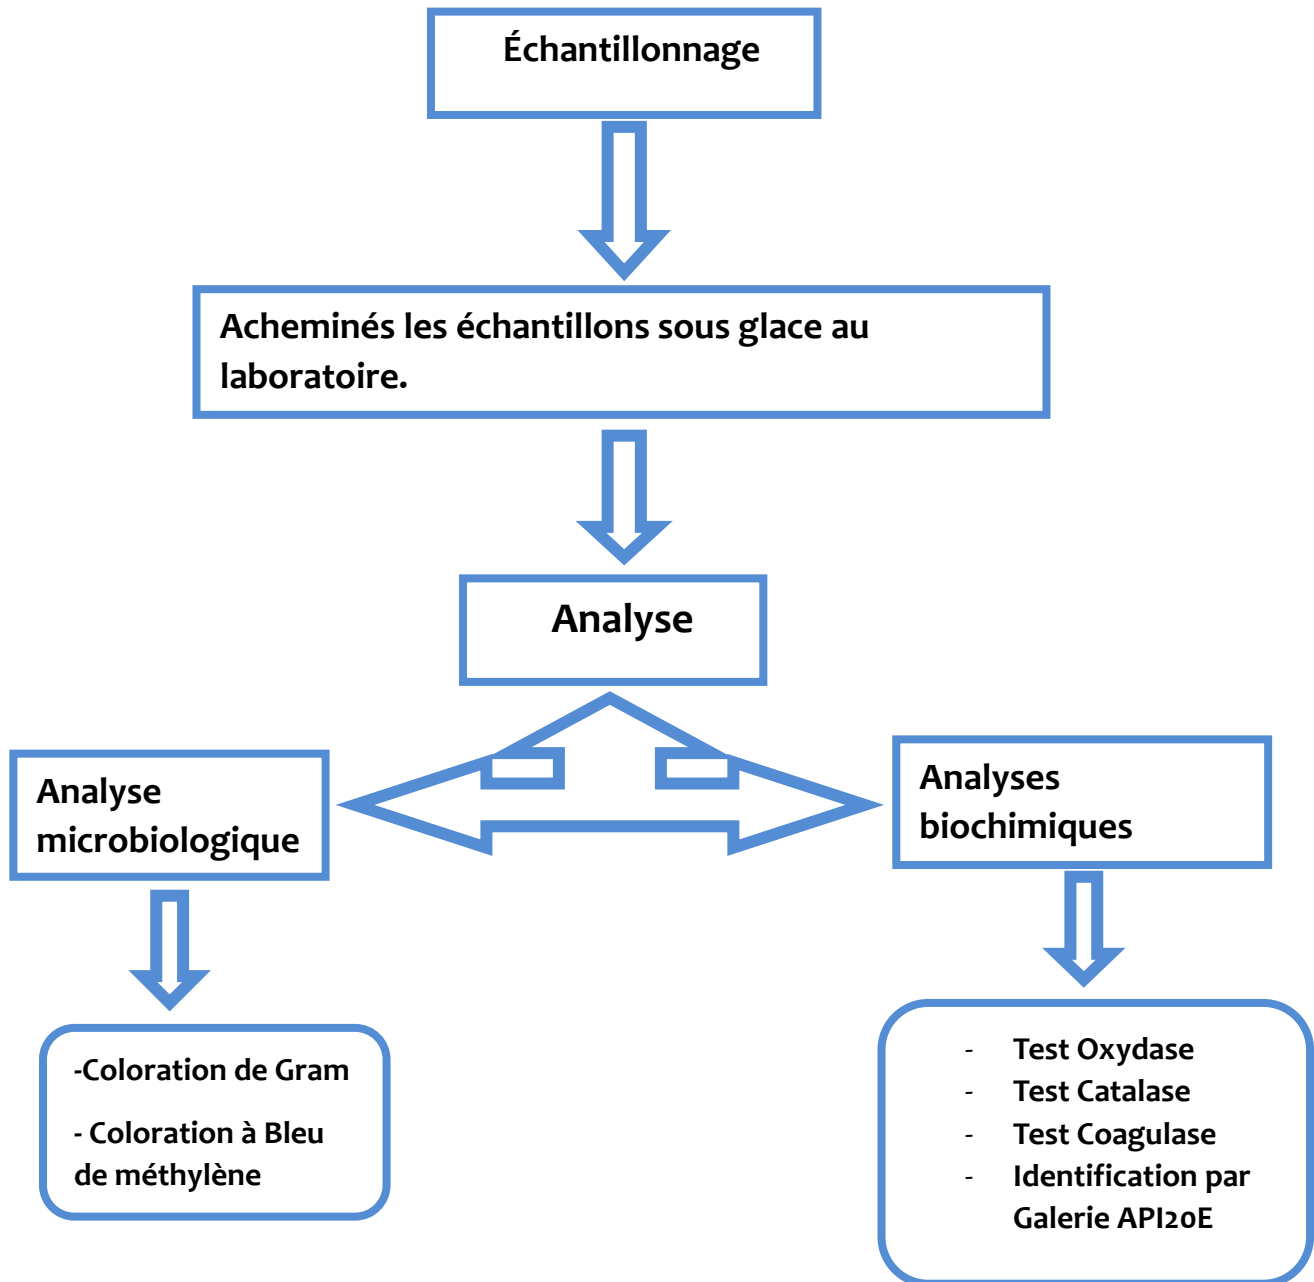 Échantillonnage
Acheminés les échantillons sous glace au
laboratoire.
Analyse
Analyse
microbiologique
Analyses
biochimiques
-Coloration de Gram
- Coloration à Bleu
de méthylène
- Test Oxydase
- Test Catalase
- Test Coagulase
- Identification par
Galerie API20E